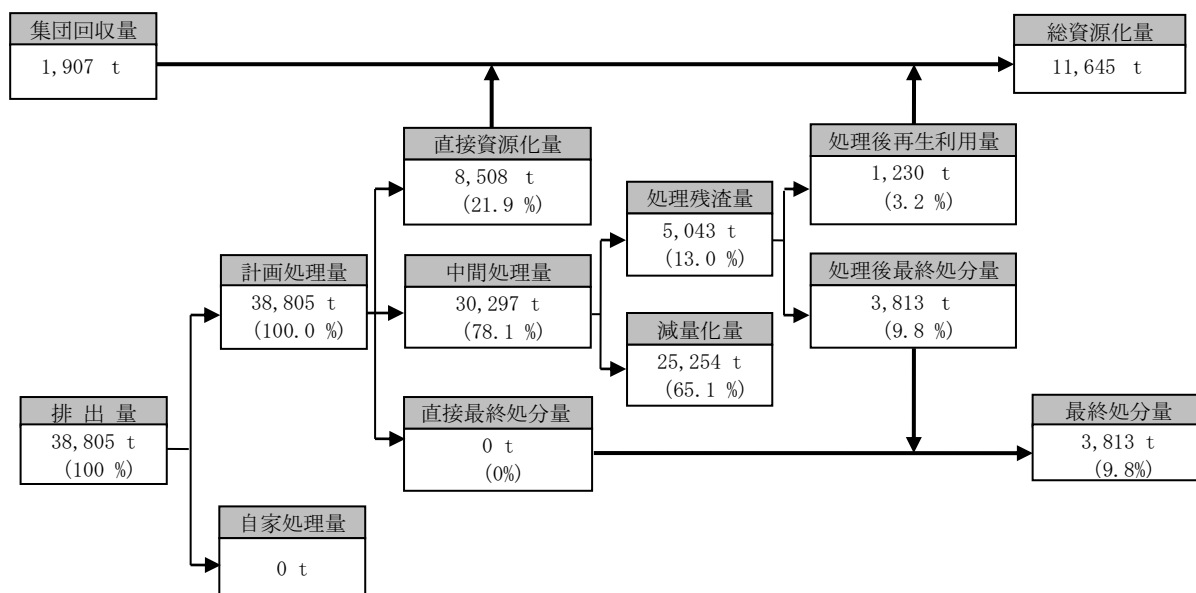 集団回収量
1,907 t
総資源化量
11,645 t
直接資源化量
8,508 t
(21.9 %)
処理後再生利用量
1,230 t
(3.2 %)
処理残渣量
5,043 t
(13.0 %)
計画処理量
38,805 t
(100.0 %)
中間処理量
30,297 t
(78.1 %)
処理後最終処分量
3,813 t
(9.8 %)
減量化量
25,254 t
(65.1 %)
排 出 量
38,805 t
(100 %)
直接最終処分量
0 t
(0%)
最終処分量
3,813 t
(9.8%)
自家処理量
0 t